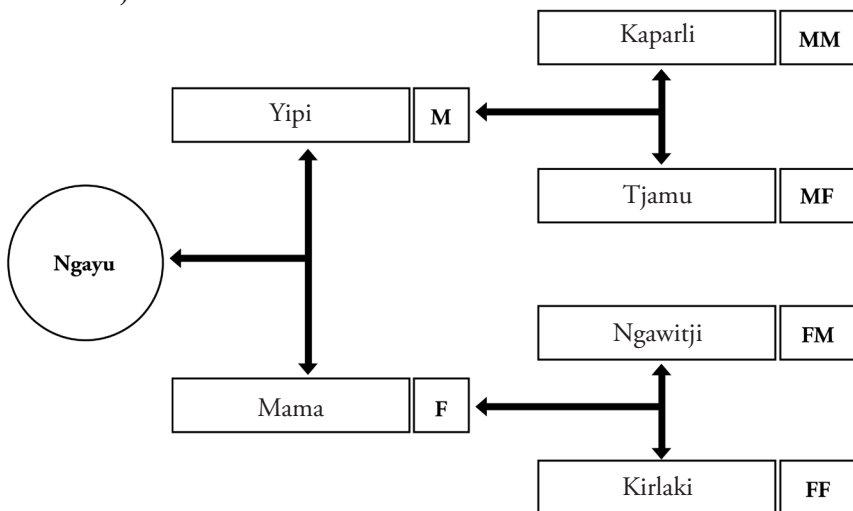 Kaparli MM
Yipi M
Tjamu MF
Ngayu
Ngawitji FM
Mama F
Kirlaki FF